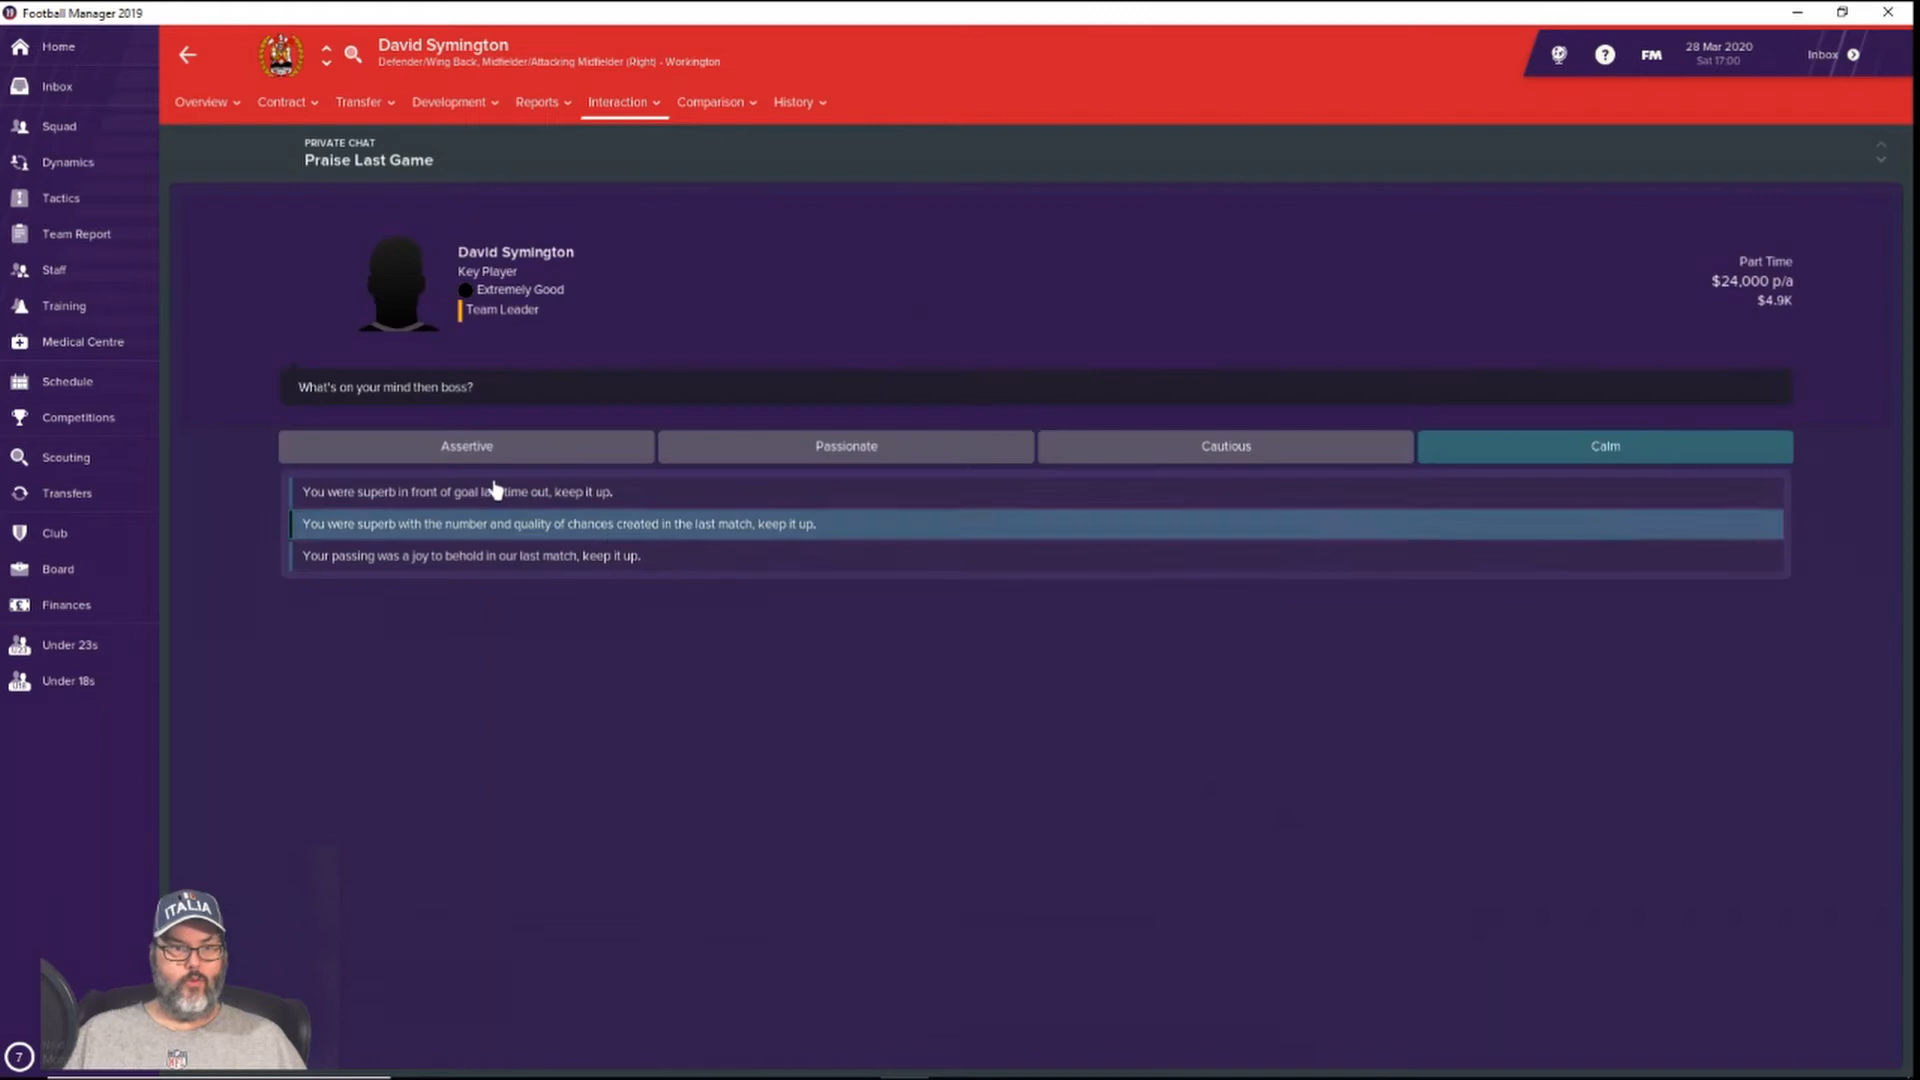 Football Manager 2019
David Symington
Defender/Wing Back, Midfielder/Attacking Midfielder (Right) - Workington
FM
28 Mar 2020
Sat 17:00
Inbox
Overview
Contract
Transfer
Development
Reports
Interaction
Comparison
History
Home
Inbox
Squad
Dynamics
Tactics
Team Report
Staff
Training
Medical Centre
Schedule
Competitions
Scouting
Transfers
Club
Board
Finances
Under 23s
Under 18s
PRIVATE CHAT
Praise Last Game
David Symington
Key Player
Extremely Good
Team Leader
Part Time
$24,000 p/a
$4.9K
What's on your mind then boss?
Assertive
Passionate
Cautious
Calm
You were superb in front of goal time out, keep it up.
You were superb with the number and quality of chances created in the last match, keep it up.
Your passing was a joy to behold in our last match, keep it up.
ITALIA
NFL
7